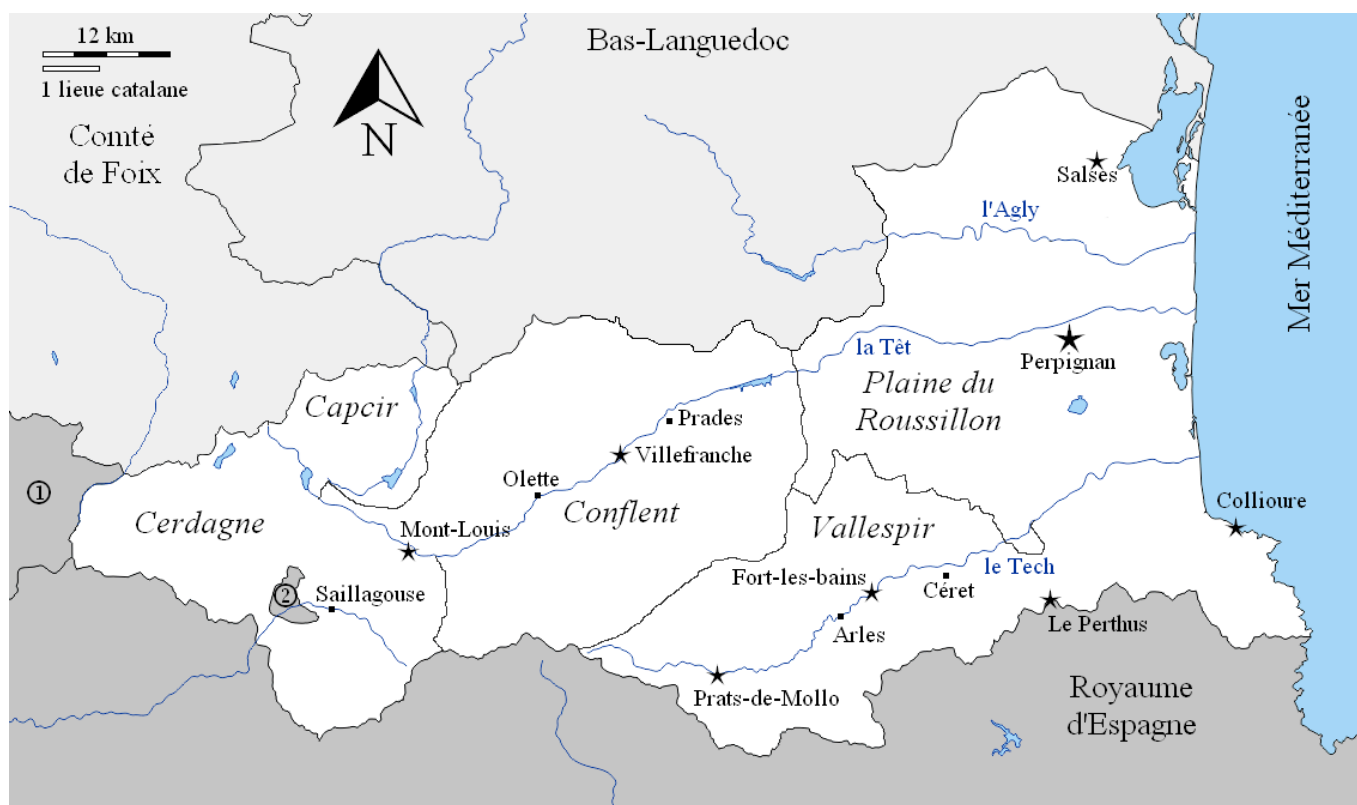 12 km
1 lieue catalane
Comté
de Foix
N
Bas-Languedoc
Mer Méditerranée
Salses
l'Agly
la Têt
Perpignan
Plaine du
Roussillon
Capcir
Prades
Villefranche
Olette
Conflent
①
Cerdagne
Mont-Louis
Vallespir
Collioure
②
Saillagouse
Fort-les-bains
Céret
le Tech
Arles
Le Perthus
Prats-de-Mollo
Royaume
d'Espagne